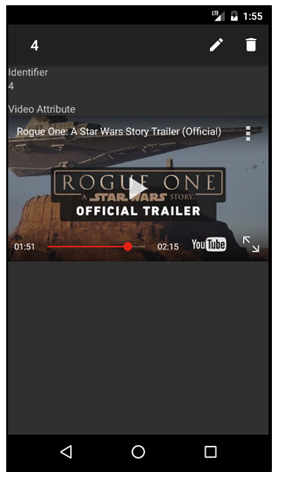 LTE 1:55
4
Identifier
4
Video Attribute
Rogue One: A Star Wars Story Trailer (Official)
ROGUE ONE
A STAR WARS STORY
OFFICIAL TRAILER
01:51 02:15 YouTube